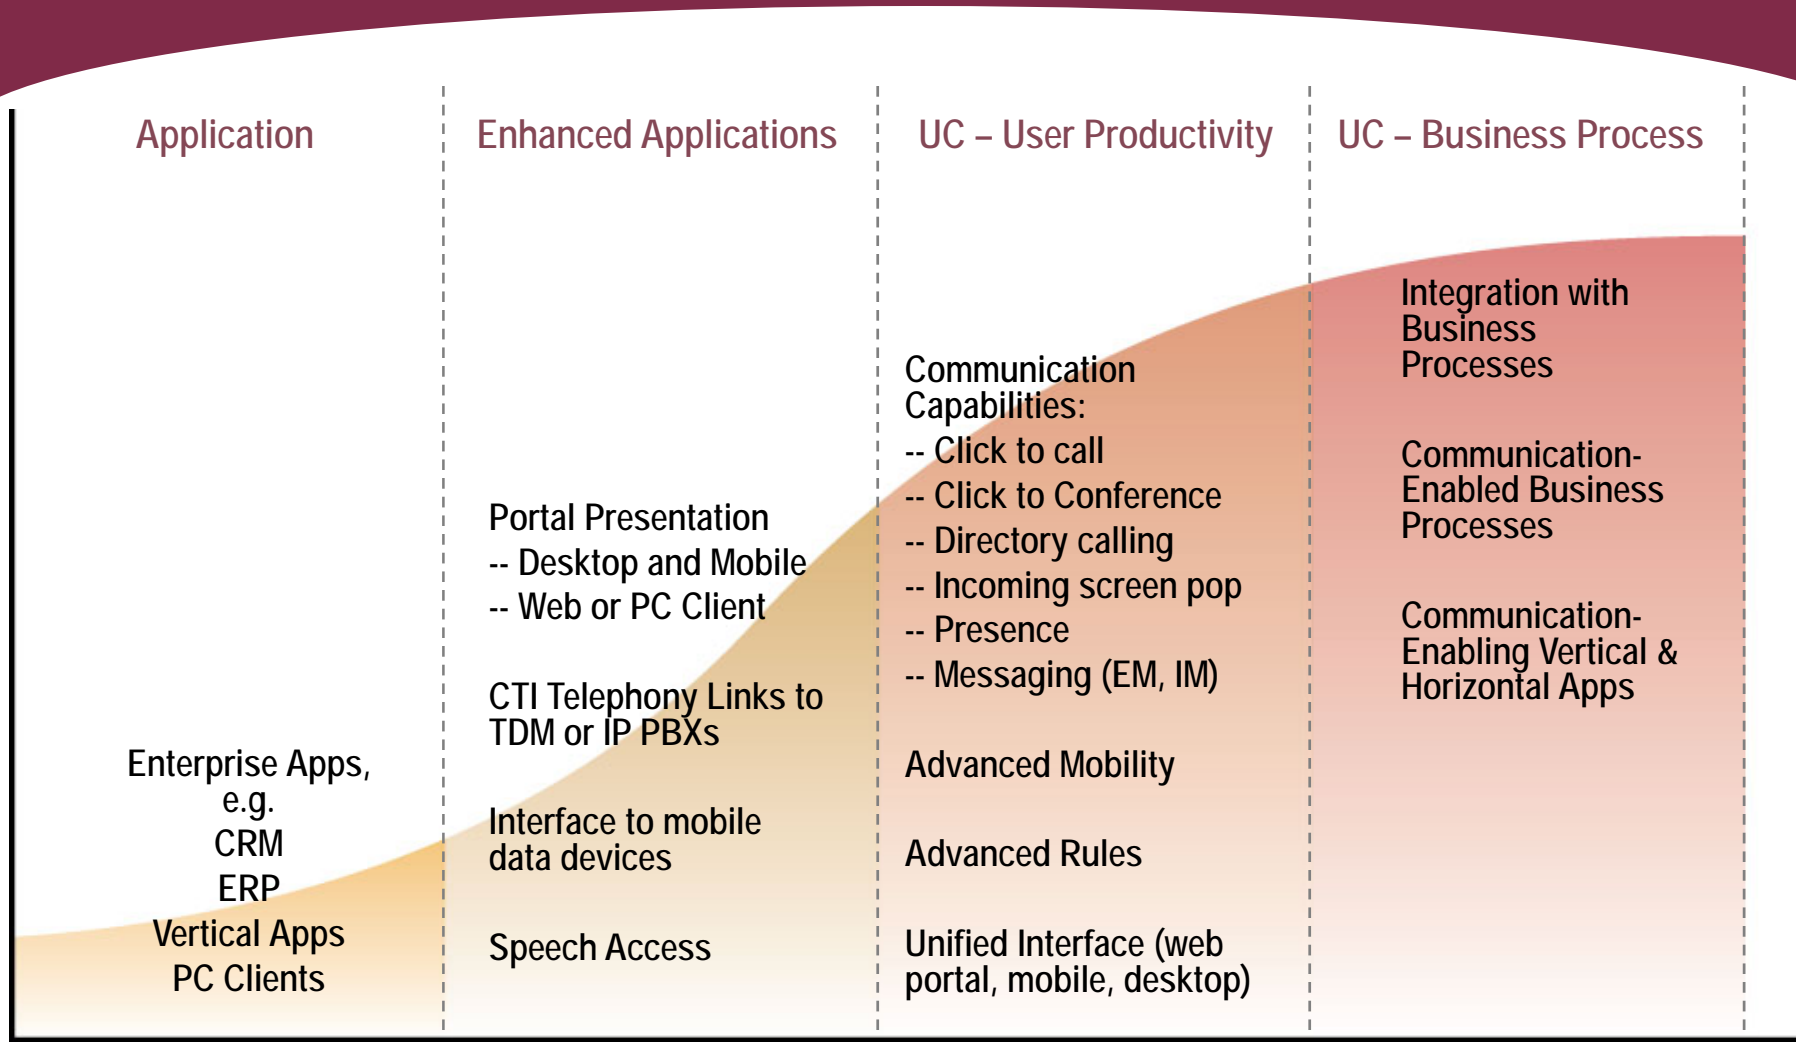 Application
Enhanced Applications
UC – User Productivity
UC – Business Process
Enterprise Apps,
e.g.
CRM
ERP
Vertical Apps
PC Clients
Portal Presentation
-- Desktop and Mobile
-- Web or PC Client
CTI Telephony Links to
TDM or IP PBXs
Interface to mobile
data devices
Speech Access
Communication
Capabilities:
-- Click to call
-- Click to Conference
-- Directory calling
-- Incoming screen pop
-- Presence
-- Messaging (EM, IM)
Advanced Mobility
Advanced Rules
Unified Interface (web
portal, mobile, desktop)
Integration with
Business
Processes
Communication-
Enabled Business
Processes
Communication-
Enabling Vertical &
Horizontal Apps